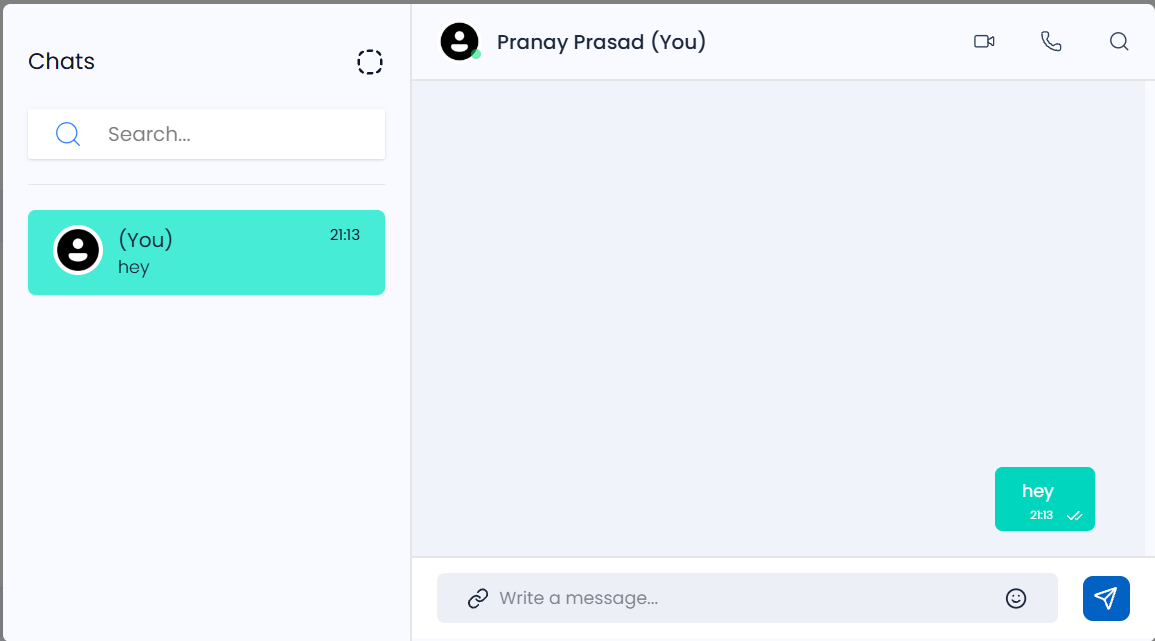 Chats
Search...
(You)
21:13
hey
Pranay Prasad (You)
hey
21:13
Write a message...